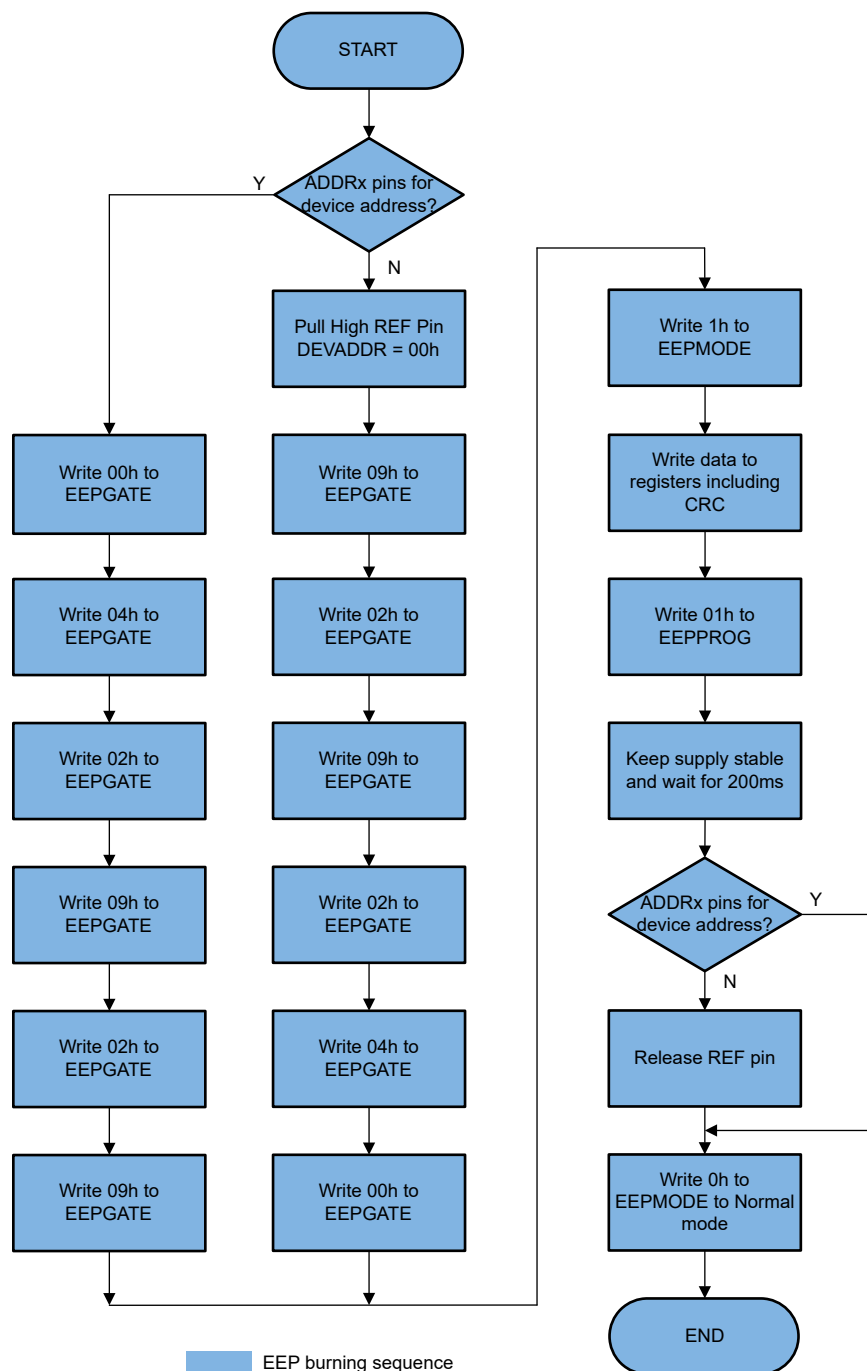 START
ADDRx pins for
device address?
Y
N
Write 00h to
EEPGATE
Write 04h to
EEPGATE
Write 02h to
EEPGATE
Write 09h to
EEPGATE
Write 02h to
EEPGATE
Write 09h to
EEPGATE
Pull High REF Pin
DEVADDR = 00h
Write 09h to
EEPGATE
Write 02h to
EEPGATE
Write 09h to
EEPGATE
Write 02h to
EEPGATE
Write 04h to
EEPGATE
Write 00h to
EEPGATE
Write 1h to
EEPMODE
Write data to
registers including
CRC
Write 01h to
EEPPROG
Keep supply stable
and wait for 200ms
ADDRx pins for
device address?
Y
N
Release REF pin
Write 0h to
EEPMODE to Normal
mode
END
EEP burning sequence